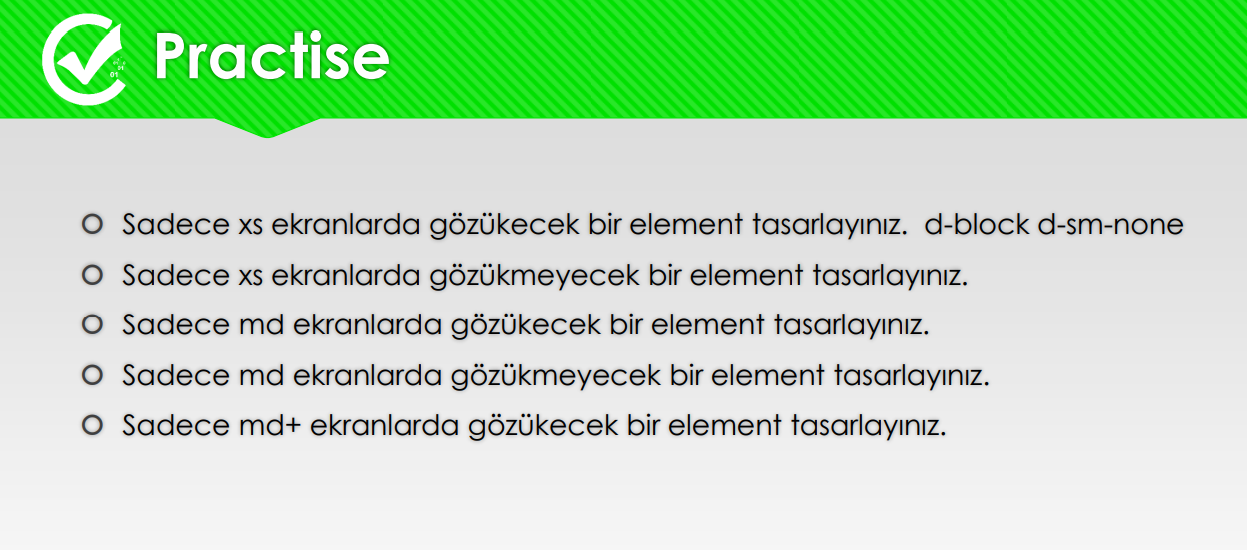 Practise
01
01
Sadece xs ekranlarda gözükecek bir element tasarlayınız. d-block d-sm-none
Sadece xs ekranlarda gözükmeyecek bir element tasarlayınız.
Sadece md ekranlarda gözükecek bir element tasarlayınız.
Sadece md ekranlarda gözükmeyecek bir element tasarlayınız.
Sadece md+ ekranlarda gözükecek bir element tasarlayınız.